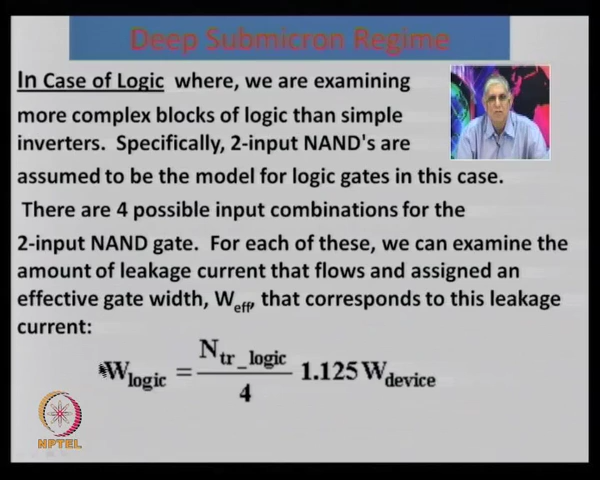 Deep Submicron Regime
In Case of Logic where, we are examining
more complex blocks of logic than simple
inverters. Specifically, 2-input NAND's are
assumed to be the model for logic gates in this case.
There are 4 possible input combinations for the
2-input NAND gate. For each of these, we can examine the
amount of leakage current that flows and assigned an
effective gate width, Weff, that corresponds to this leakage
current:
Wlogic = Ntr_logic / 4 1.125 Wdevice
NPTEL